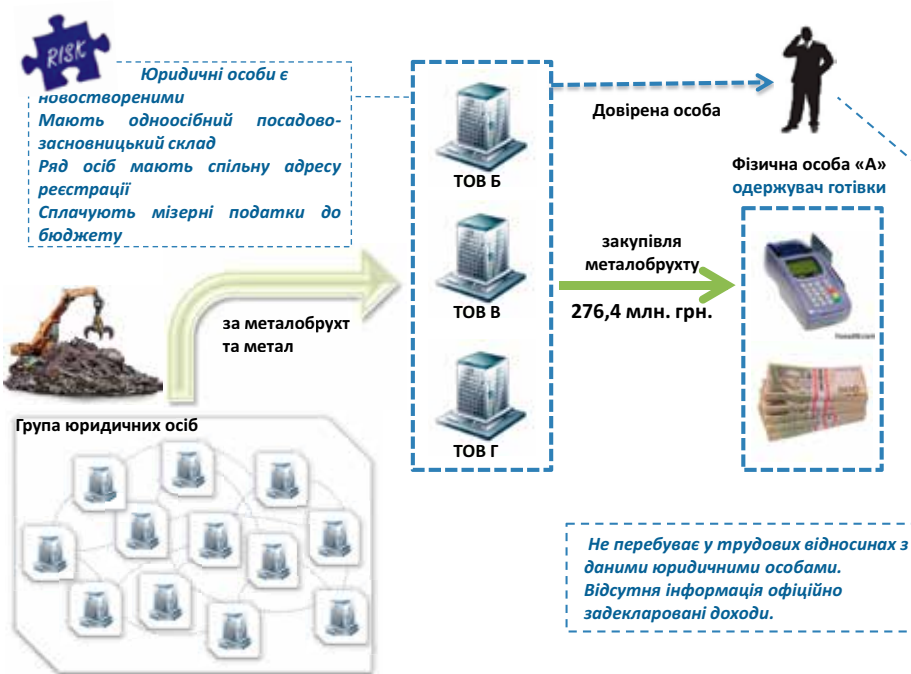 RISK
Юридичні особи є
новоствореними
Мають одноосібний посадово-
засновницький склад
Ряд осіб мають спільну адресу
реєстрації
Сплачують мізерні податки до
бюджету
ТОВ Б
ТОВ В
ТОВ Г
Довірена особа
Фізична особа «А»
одержувач готівки
закупівля
металобрухту
276,4 млн. грн.
за металобрухт
та метал
Група юридичних осіб
Не перебуває у трудових відносинах з
даними юридичними особами.
Відсутня інформація офіційно
задекларовані доходи.